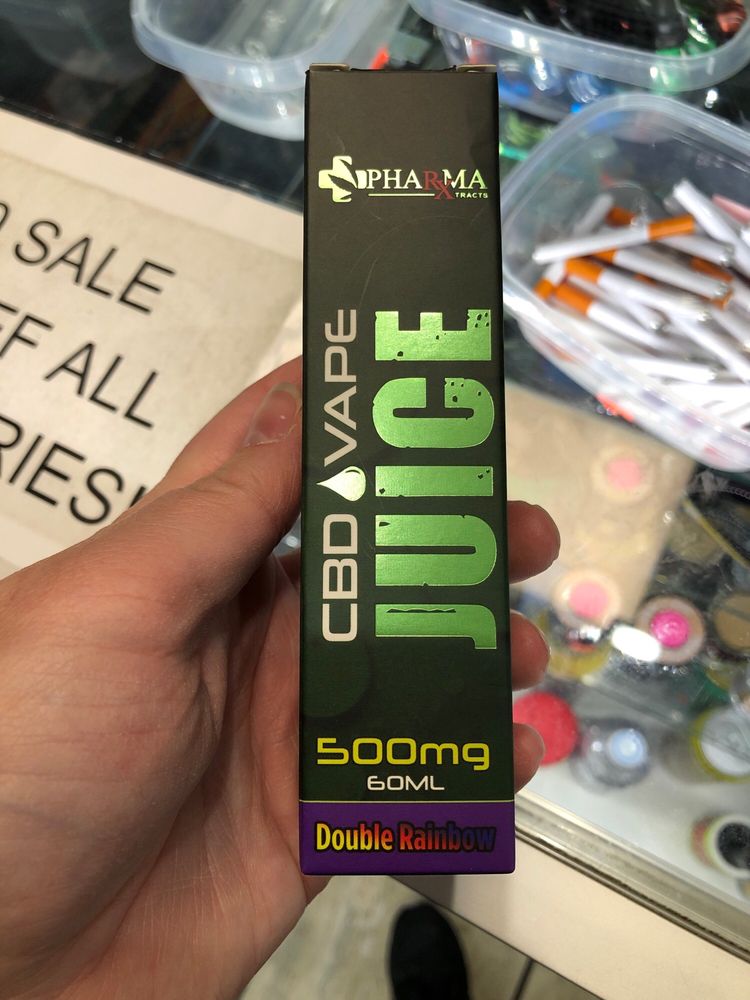 PHARMA
TRACTS
CBD VAPE
JUICE
500mg
60ML
Double Rainbow
SALE
ALL